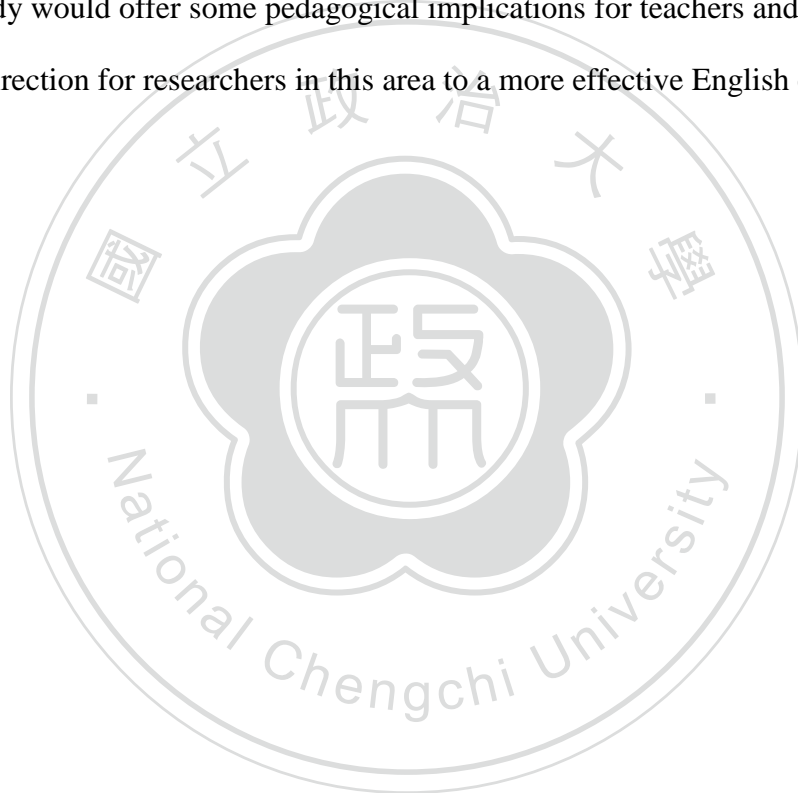 dy would offer some pedagogical implications for teachers and
rection for researchers in this area to a more effective English
國立政治大學
政
National Chengchi University